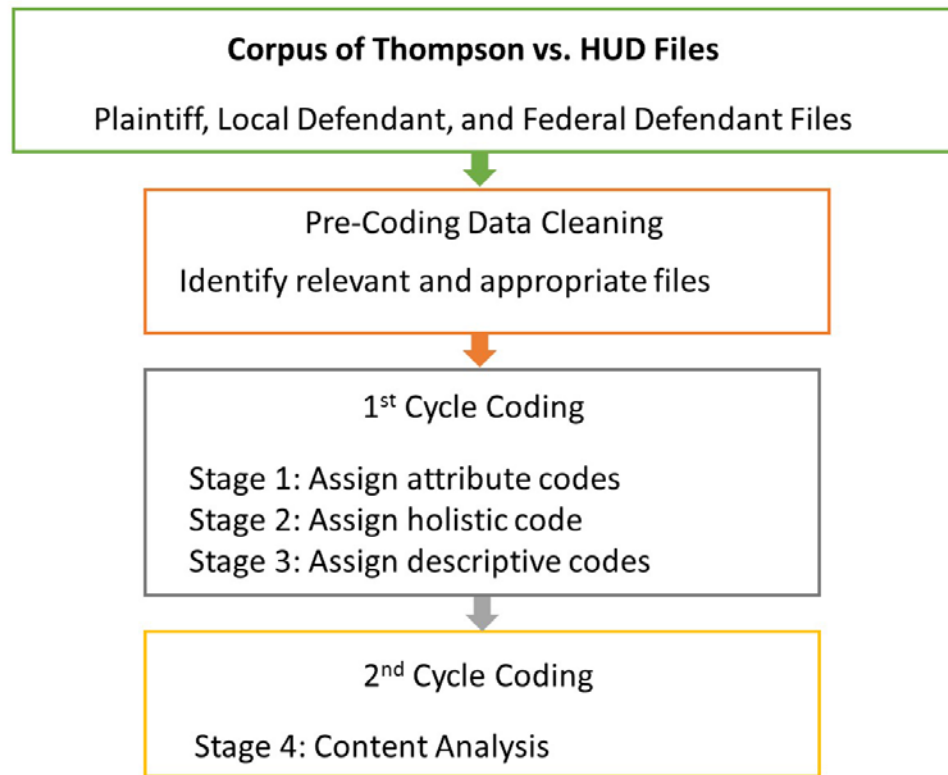 Corpus of Thompson vs. HUD Files
Plaintiff, Local Defendant, and Federal Defendant Files
Pre-Coding Data Cleaning
Identify relevant and appropriate files
1st Cycle Coding
Stage 1: Assign attribute codes
Stage 2: Assign holistic code
Stage 3: Assign descriptive codes
2nd Cycle Coding
Stage 4: Content Analysis